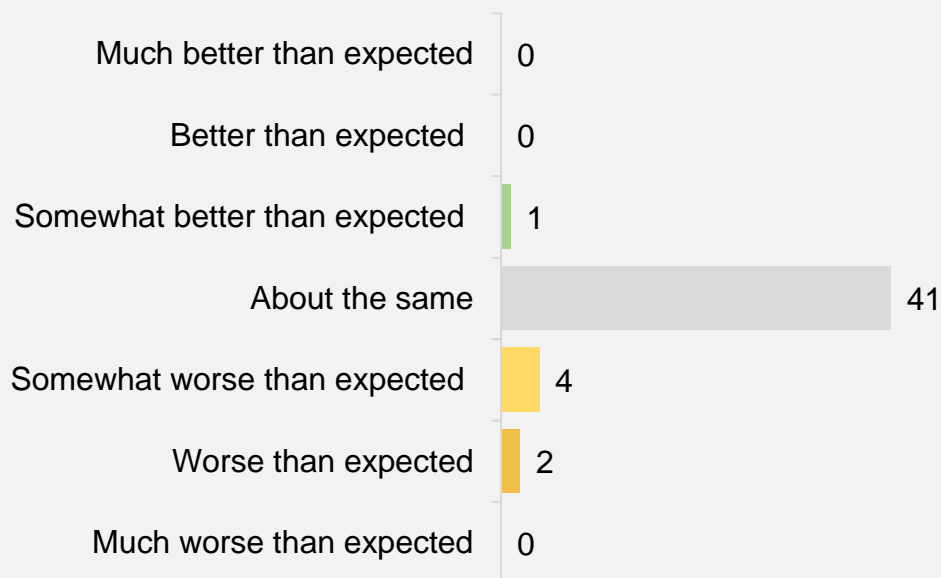 Much better than expected 0
Better than expected 0
Somewhat better than expected 1
About the same 41
Somewhat worse than expected 4
Worse than expected 2
Much worse than expected 0